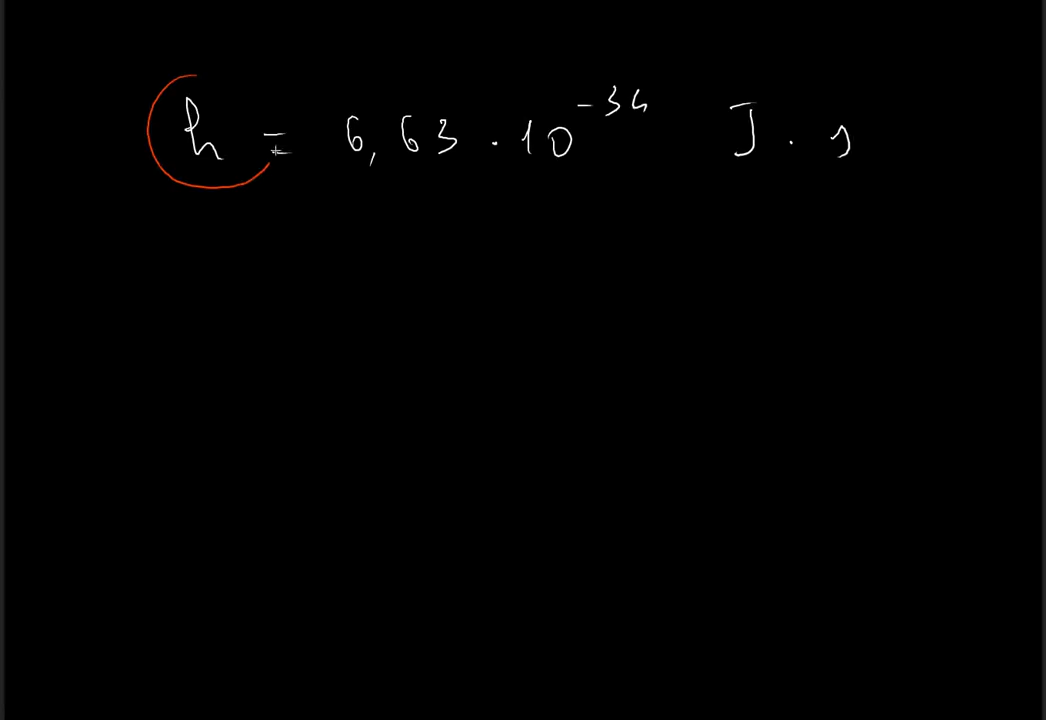 h = 6,63 · 10⁻³⁴ J · s